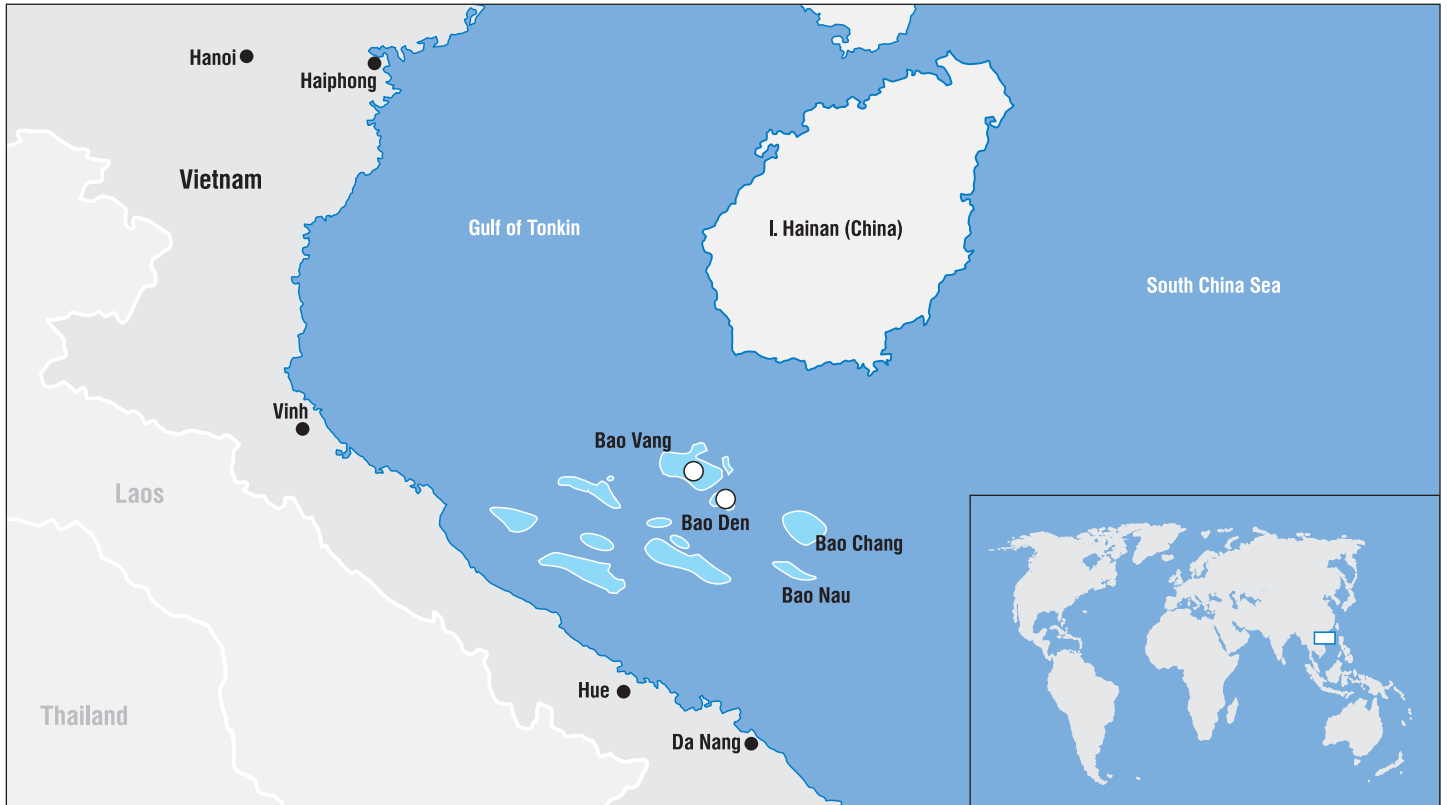 Hanoi
Haiphong
Vietnam
Gulf of Tonkin
I. Hainan (China)
South China Sea
Vinh
Bao Vang
Laos
Bao Den
Bao Chang
Bao Nau
Hue
Thailand
Da Nang